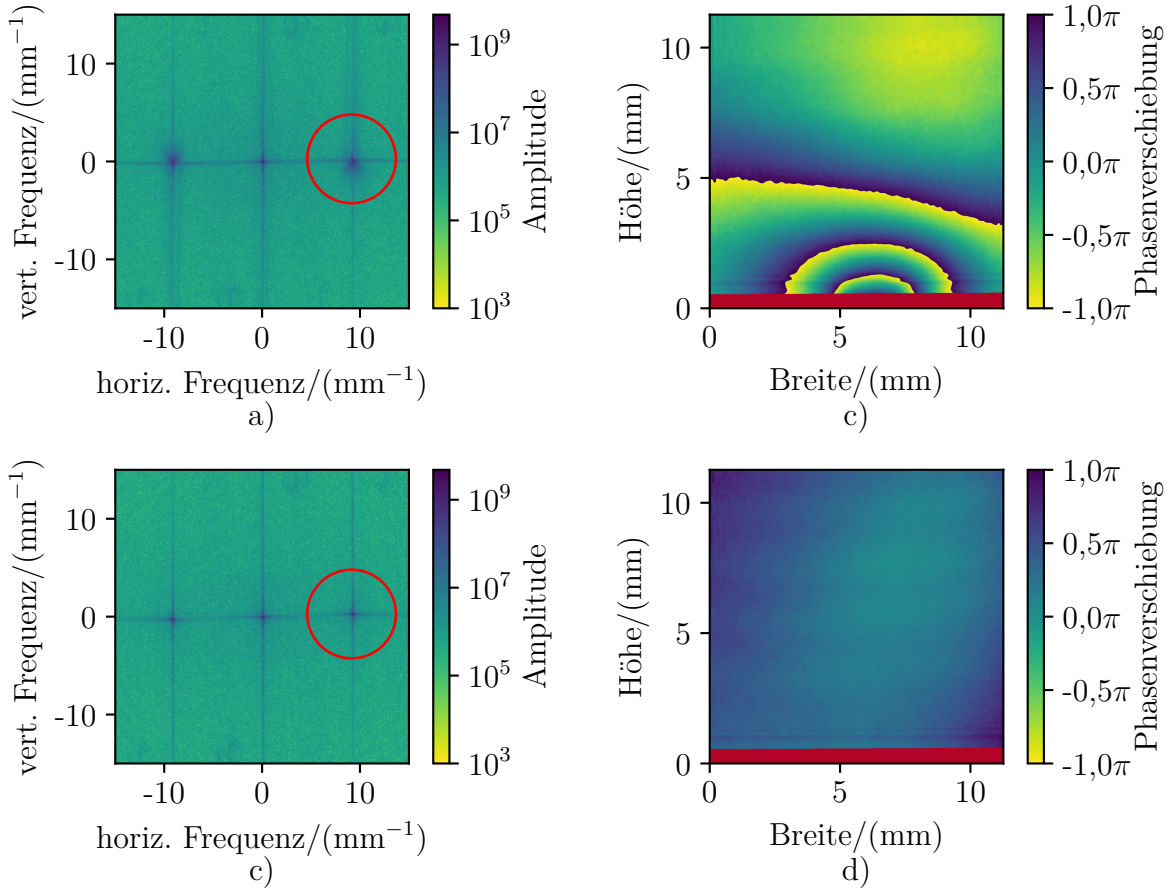 vert. Frequenz/(mm⁻¹)
10
0
-10
-10
0
10
horiz. Frequenz/(mm⁻¹)
a)
10⁹
10⁷
10⁵
10³
Amplitude
Höhe/(mm)
10
5
0
0
5
10
Breite/(mm)
c)
1,0π
0,5π
0,0π
-0,5π
-1,0π
Phasenverschiebung
vert. Frequenz/(mm⁻¹)
10
0
-10
-10
0
10
horiz. Frequenz/(mm⁻¹)
c)
10⁹
10⁷
10⁵
10³
Amplitude
Höhe/(mm)
10
5
0
0
5
10
Breite/(mm)
d)
1,0π
0,5π
0,0π
-0,5π
-1,0π
Phasenverschiebung